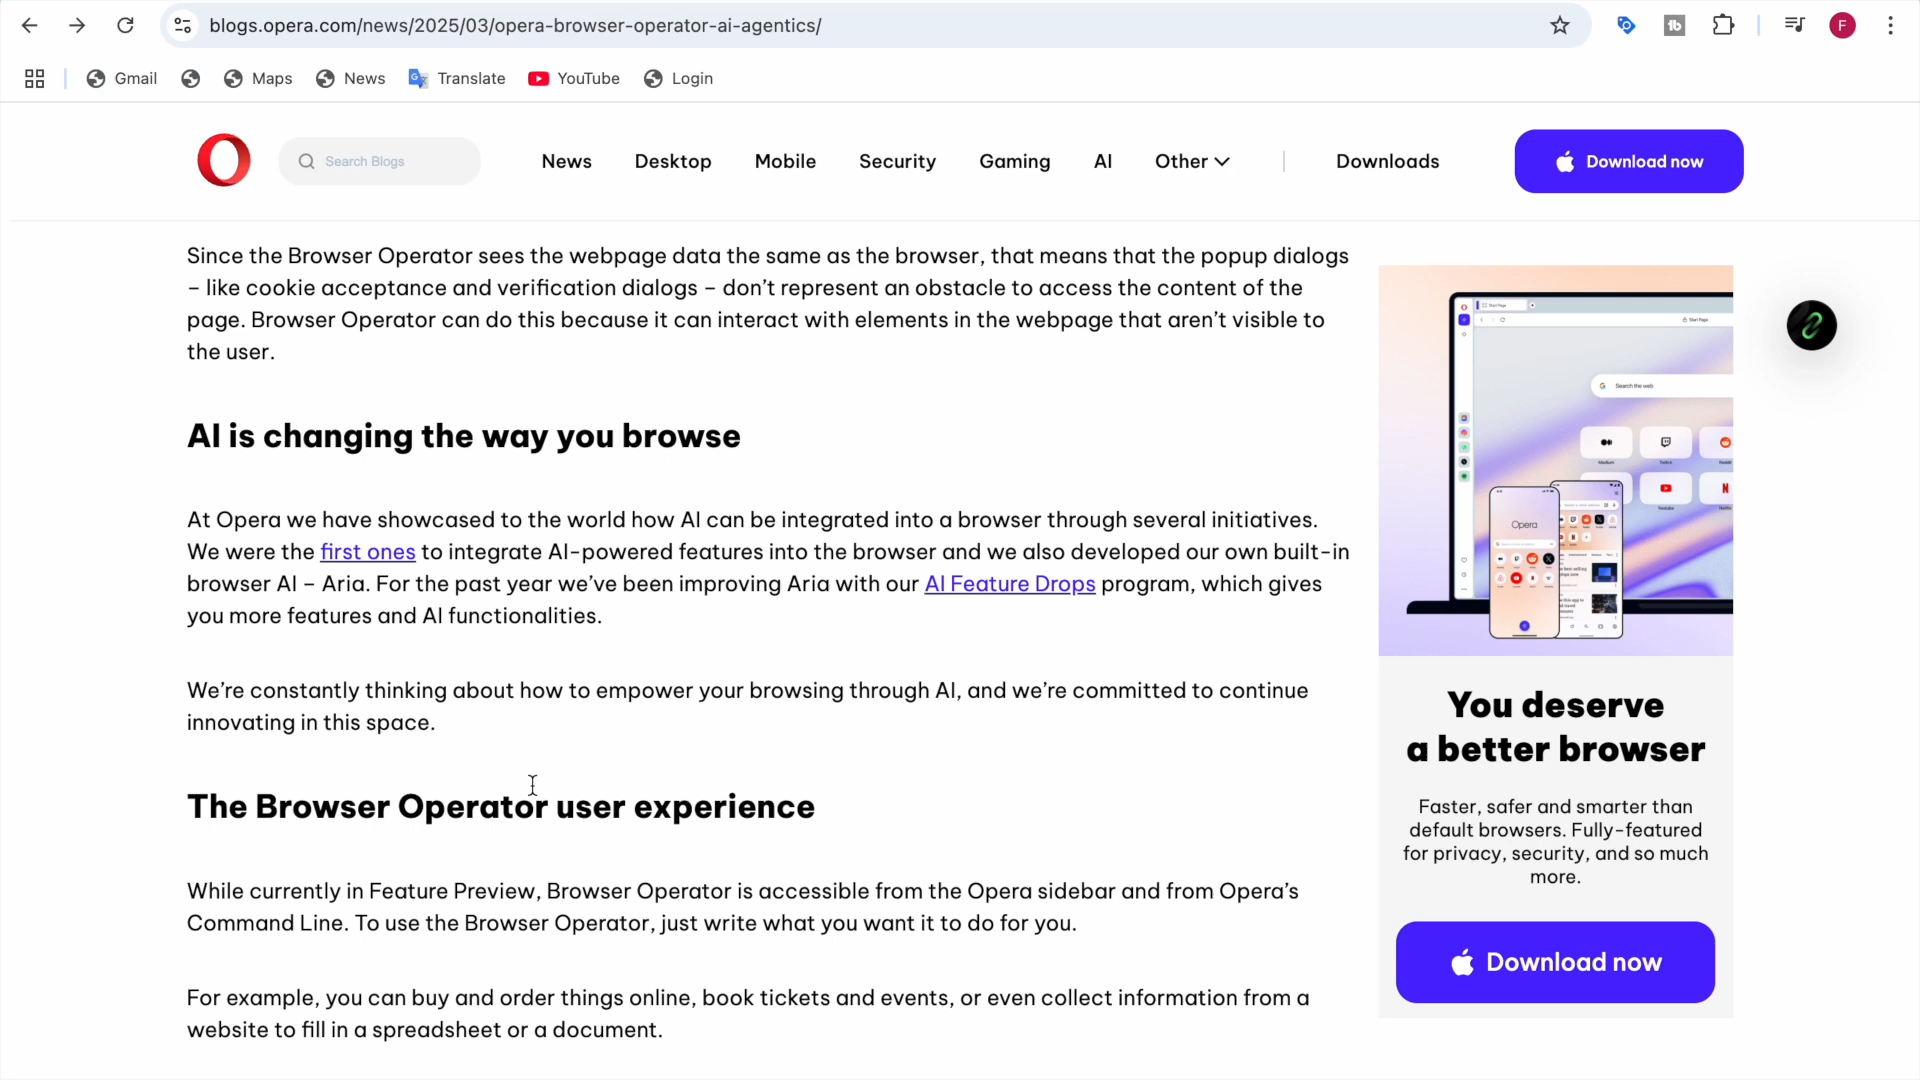 blogs.opera.com/news/2025/03/opera-browser-operator-ai-agentics/
F
Gmail
Maps
News
Translate
YouTube
Login
Search Blogs
News
Desktop
Mobile
Security
Gaming
AI
Other
Downloads
Download now
Since the Browser Operator sees the webpage data the same as the browser, that means that the popup dialogs
– like cookie acceptance and verification dialogs – don’t represent an obstacle to access the content of the
page. Browser Operator can do this because it can interact with elements in the webpage that aren’t visible to
the user.
AI is changing the way you browse
At Opera we have showcased to the world how AI can be integrated into a browser through several initiatives.
We were the first ones to integrate AI-powered features into the browser and we also developed our own built-in
browser AI – Aria. For the past year we’ve been improving Aria with our AI Feature Drops program, which gives
you more features and AI functionalities.
We’re constantly thinking about how to empower your browsing through AI, and we’re committed to continue
innovating in this space.
The Browser Operator user experience
While currently in Feature Preview, Browser Operator is accessible from the Opera sidebar and from Opera’s
Command Line. To use the Browser Operator, just write what you want it to do for you.
For example, you can buy and order things online, book tickets and events, or even collect information from a
website to fill in a spreadsheet or a document.
Start Page
Start Page
Search the web
Medium
Twitch
Youtube
Opera
You deserve
a better browser
Faster, safer and smarter than
default browsers. Fully-featured
for privacy, security, and so much
more.
Download now